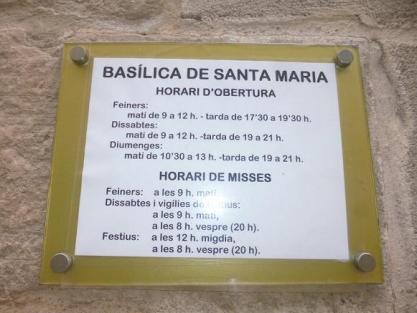 BASÍLICA DE SANTA MARIA
HORARI D'OBERTURA
Feiners:
matí de 9 a 12 h. - tarda de 17'30 a 19'30 h.
Dissabtes:
matí de 9 a 12 h. -tarda de 19 a 21 h.
Diumenges:
matí de 10'30 a 13 h. -tarda de 19 a 21 h.
HORARI DE MISSES
Feiners: a les 9 h. matí
Dissabtes i vigílies de
a les 9 h. matí,
a les 8 h. vespre (20 h.)
Festius: a les 12 h. migdia,
a les 8 h. vespre (20 h.).